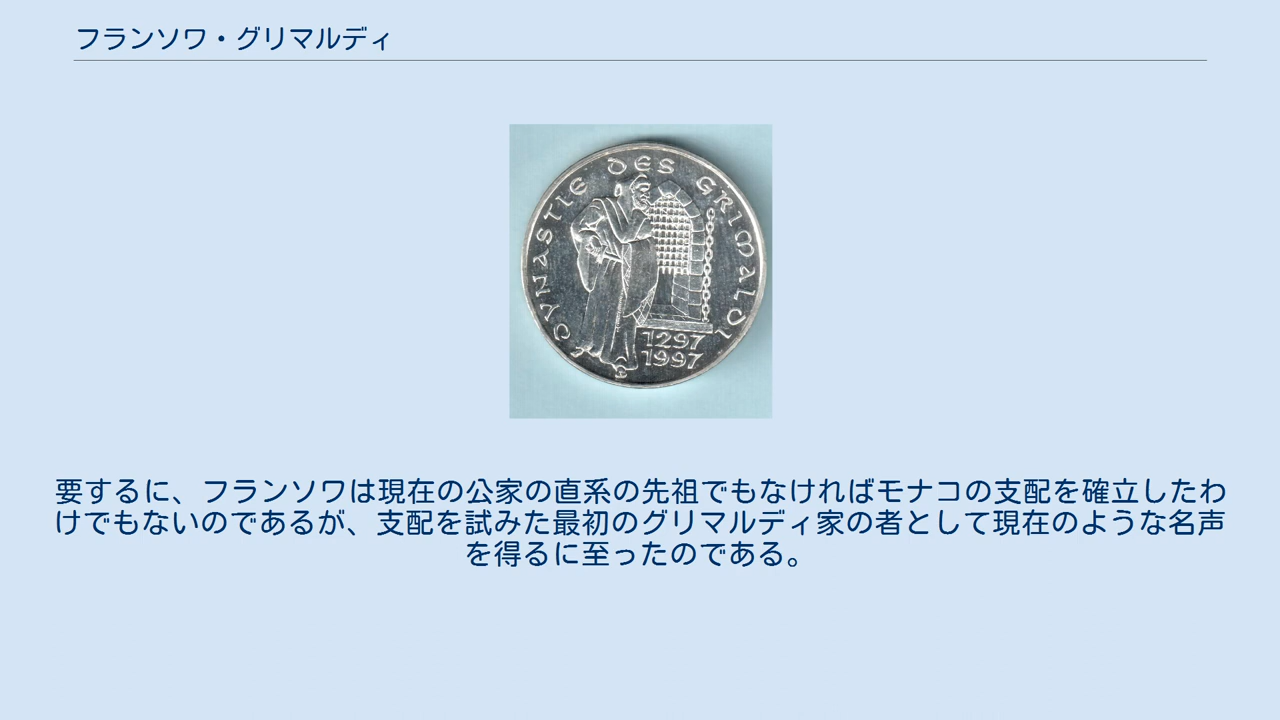 フランソワ・グリマルディ
DYNASTIE DES GRIMALDI
1297
1997
要するに、フランソワは現在の公家の直系の先祖でもなければモナコの支配を確立したわ
けでもないのであるが、支配を試みた最初のグリマルディ家の者として現在のような名声
を得るに至ったのである。